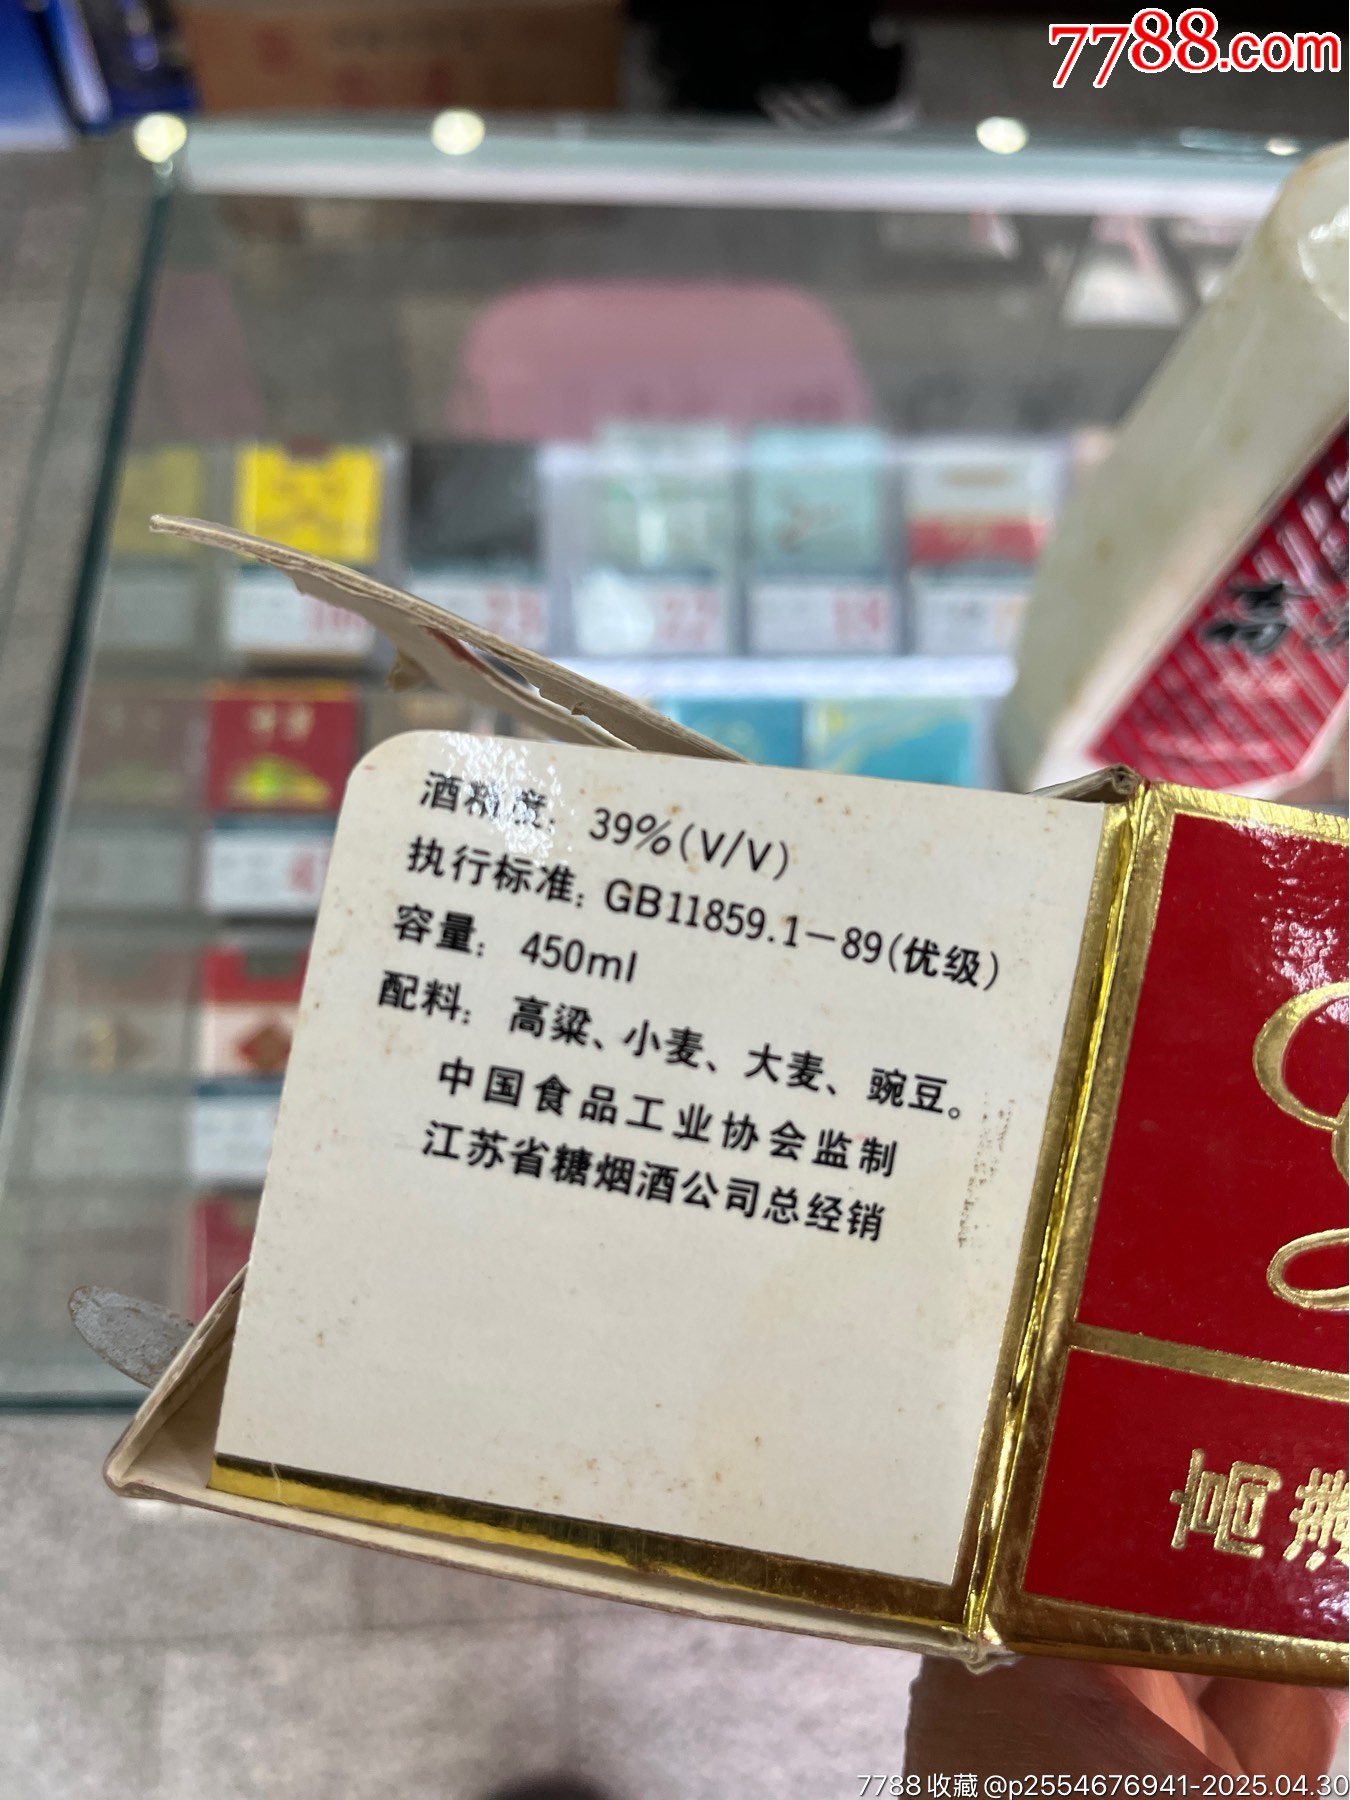 7788.com
酒精度: 39%(V/V)
执行标准: GB11859.1-89(优级)
容量: 450ml
配料: 高粱、小麦、大麦、豌豆。
中国食品工业协会监制
江苏省糖烟酒公司总经销
高
高
7788收藏@p2554676941-2025.04.30